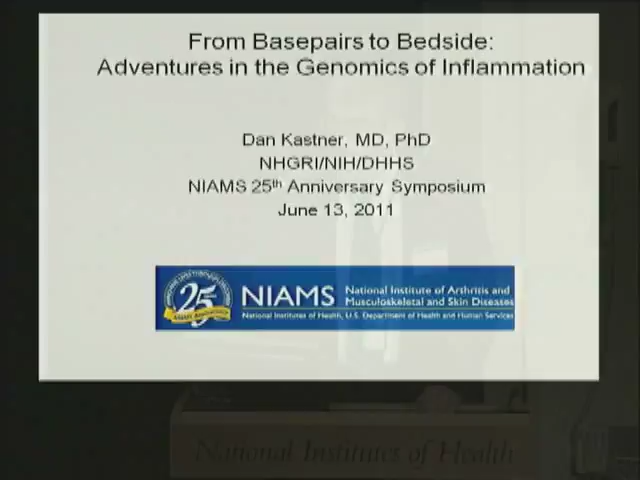 From Basepairs to Bedside:
Adventures in the Genomics of Inflammation
Dan Kastner, MD, PhD
NHGRI/NIH/DHHS
NIAMS 25th Anniversary Symposium
June 13, 2011
25
NIAMS Anniversary
NIAMS
National Institute of Arthritis and
Musculoskeletal and Skin Diseases
National Institutes of Health, U.S. Department of Health and Human Services
National Institutes of Health